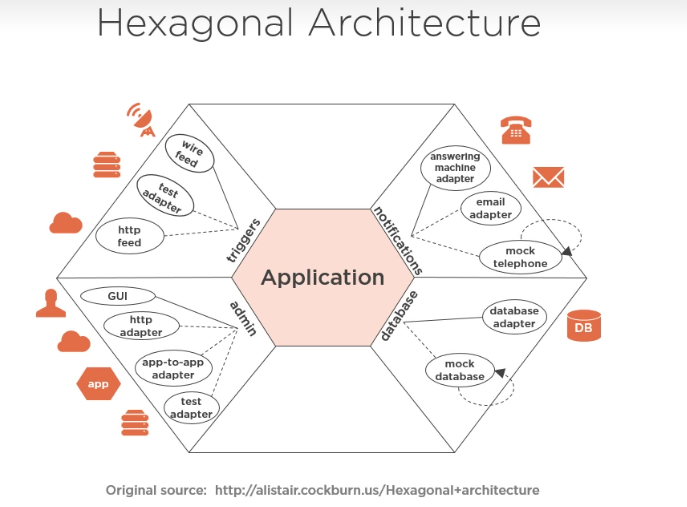 Hexagonal Architecture
wire
feed
test
adapter
http
feed
triggers
answering
machine
adapter
email
adapter
mock
telephone
notifications
Application
GUI
http
adapter
app-to-app
adapter
test
adapter
admin
app
database
database
adapter
mock
database
DB
Original source: http://alistair.cockburn.us/Hexagonal+architecture